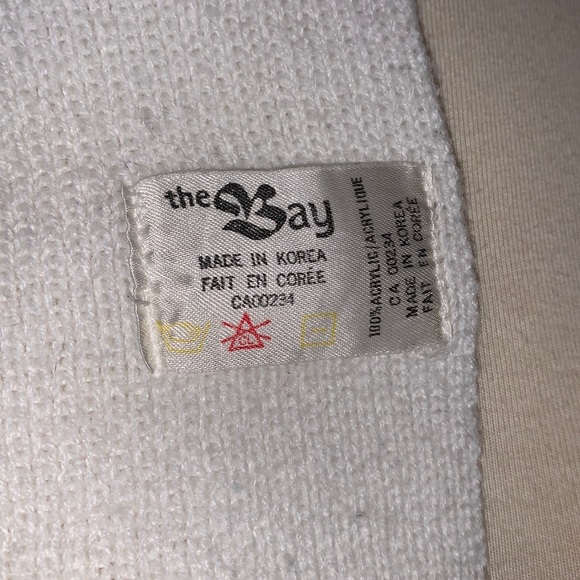 the Bay
MADE IN KOREA
FAIT EN CORÉE
CA00234
CL
100% ACRYLIC/ACRYLIQUE
CA 00234
MADE IN KOREA
FAIT EN CORÉE